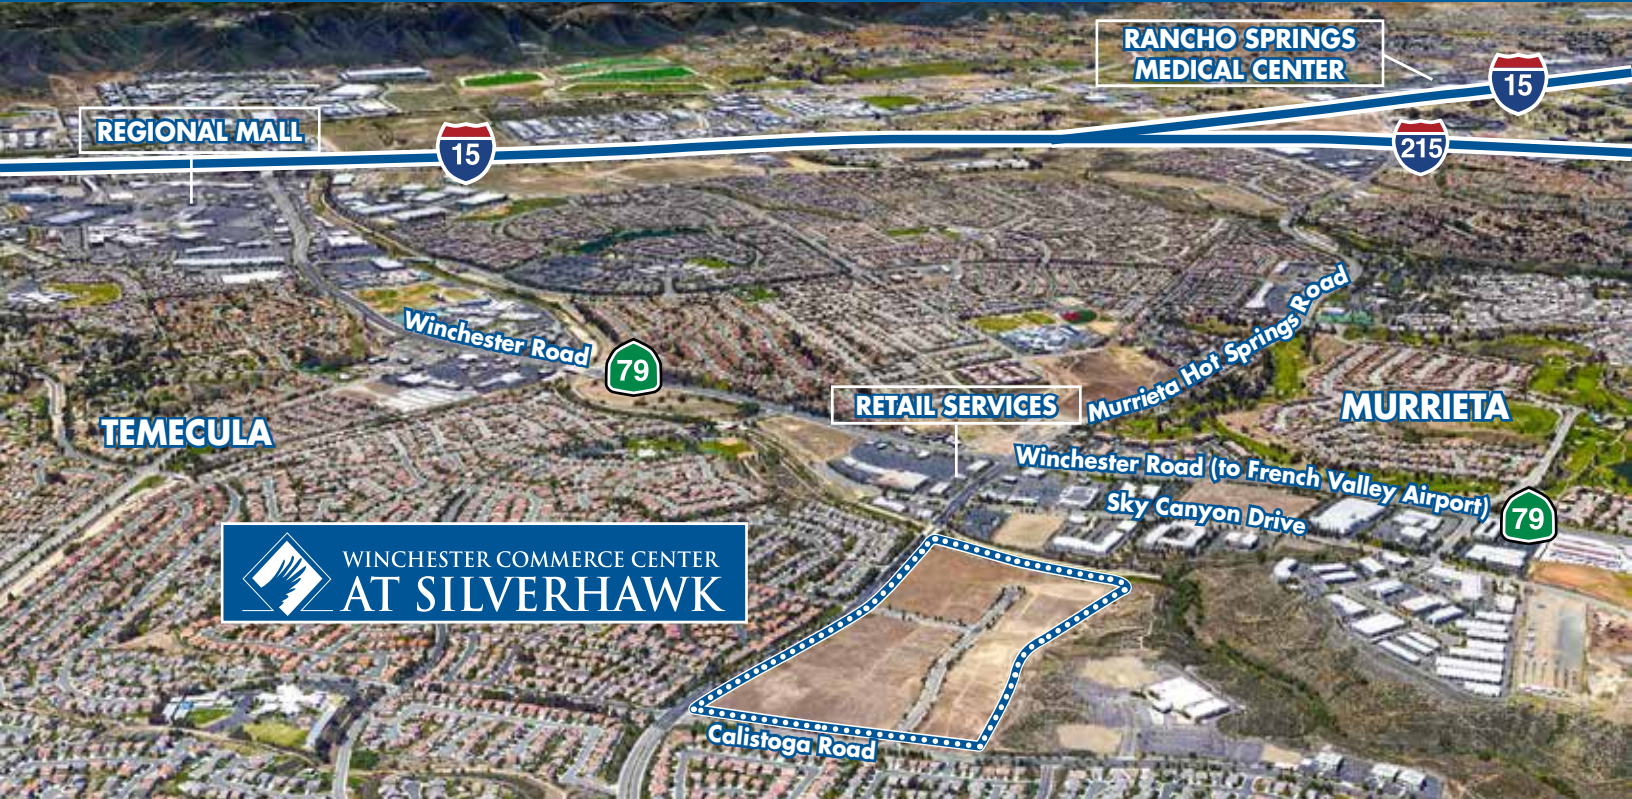 RANCHO SPRINGS
MEDICAL CENTER
15
REGIONAL MALL
15
215
Murrieta Hot Springs Road
Winchester Road
79
RETAIL SERVICES
MURRIETA
TEMECULA
Winchester Road (to French Valley Airport)
Sky Canyon Drive
79
WINCHESTER COMMERCE CENTER
AT SILVERHAWK
Calistoga Road